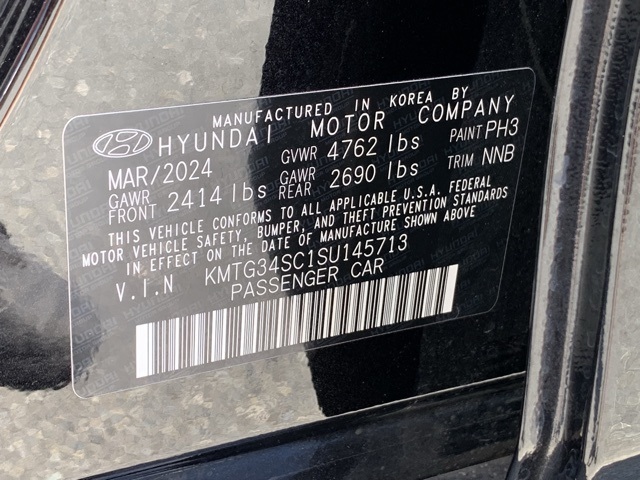 MANUFACTURED IN KOREA BY
HYUNDAI MOTOR COMPANY
MAR/2024 GVWR 4762 lbs PAINT PH3
GAWR FRONT 2414 lbs GAWR REAR 2690 lbs TRIM NNB
THIS VEHICLE CONFORMS TO ALL APPLICABLE U.S.A. FEDERAL
MOTOR VEHICLE SAFETY, BUMPER, AND THEFT PREVENTION STANDARDS
IN EFFECT ON THE DATE OF MANUFACTURE SHOWN ABOVE
V.I.N KMTG34SC1SU145713
PASSENGER CAR